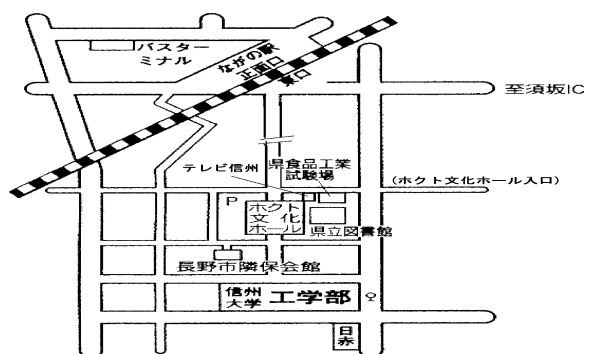 バスター
ミナル
ながの駅
正面口
東口
至須坂IC
テレビ信州
県食品工業
試験場
(ホクト文化ホール入口)
P
ホクト
文化
ホール
県立図書館
長野市隣保会館
信州
大学
工学部
日
赤